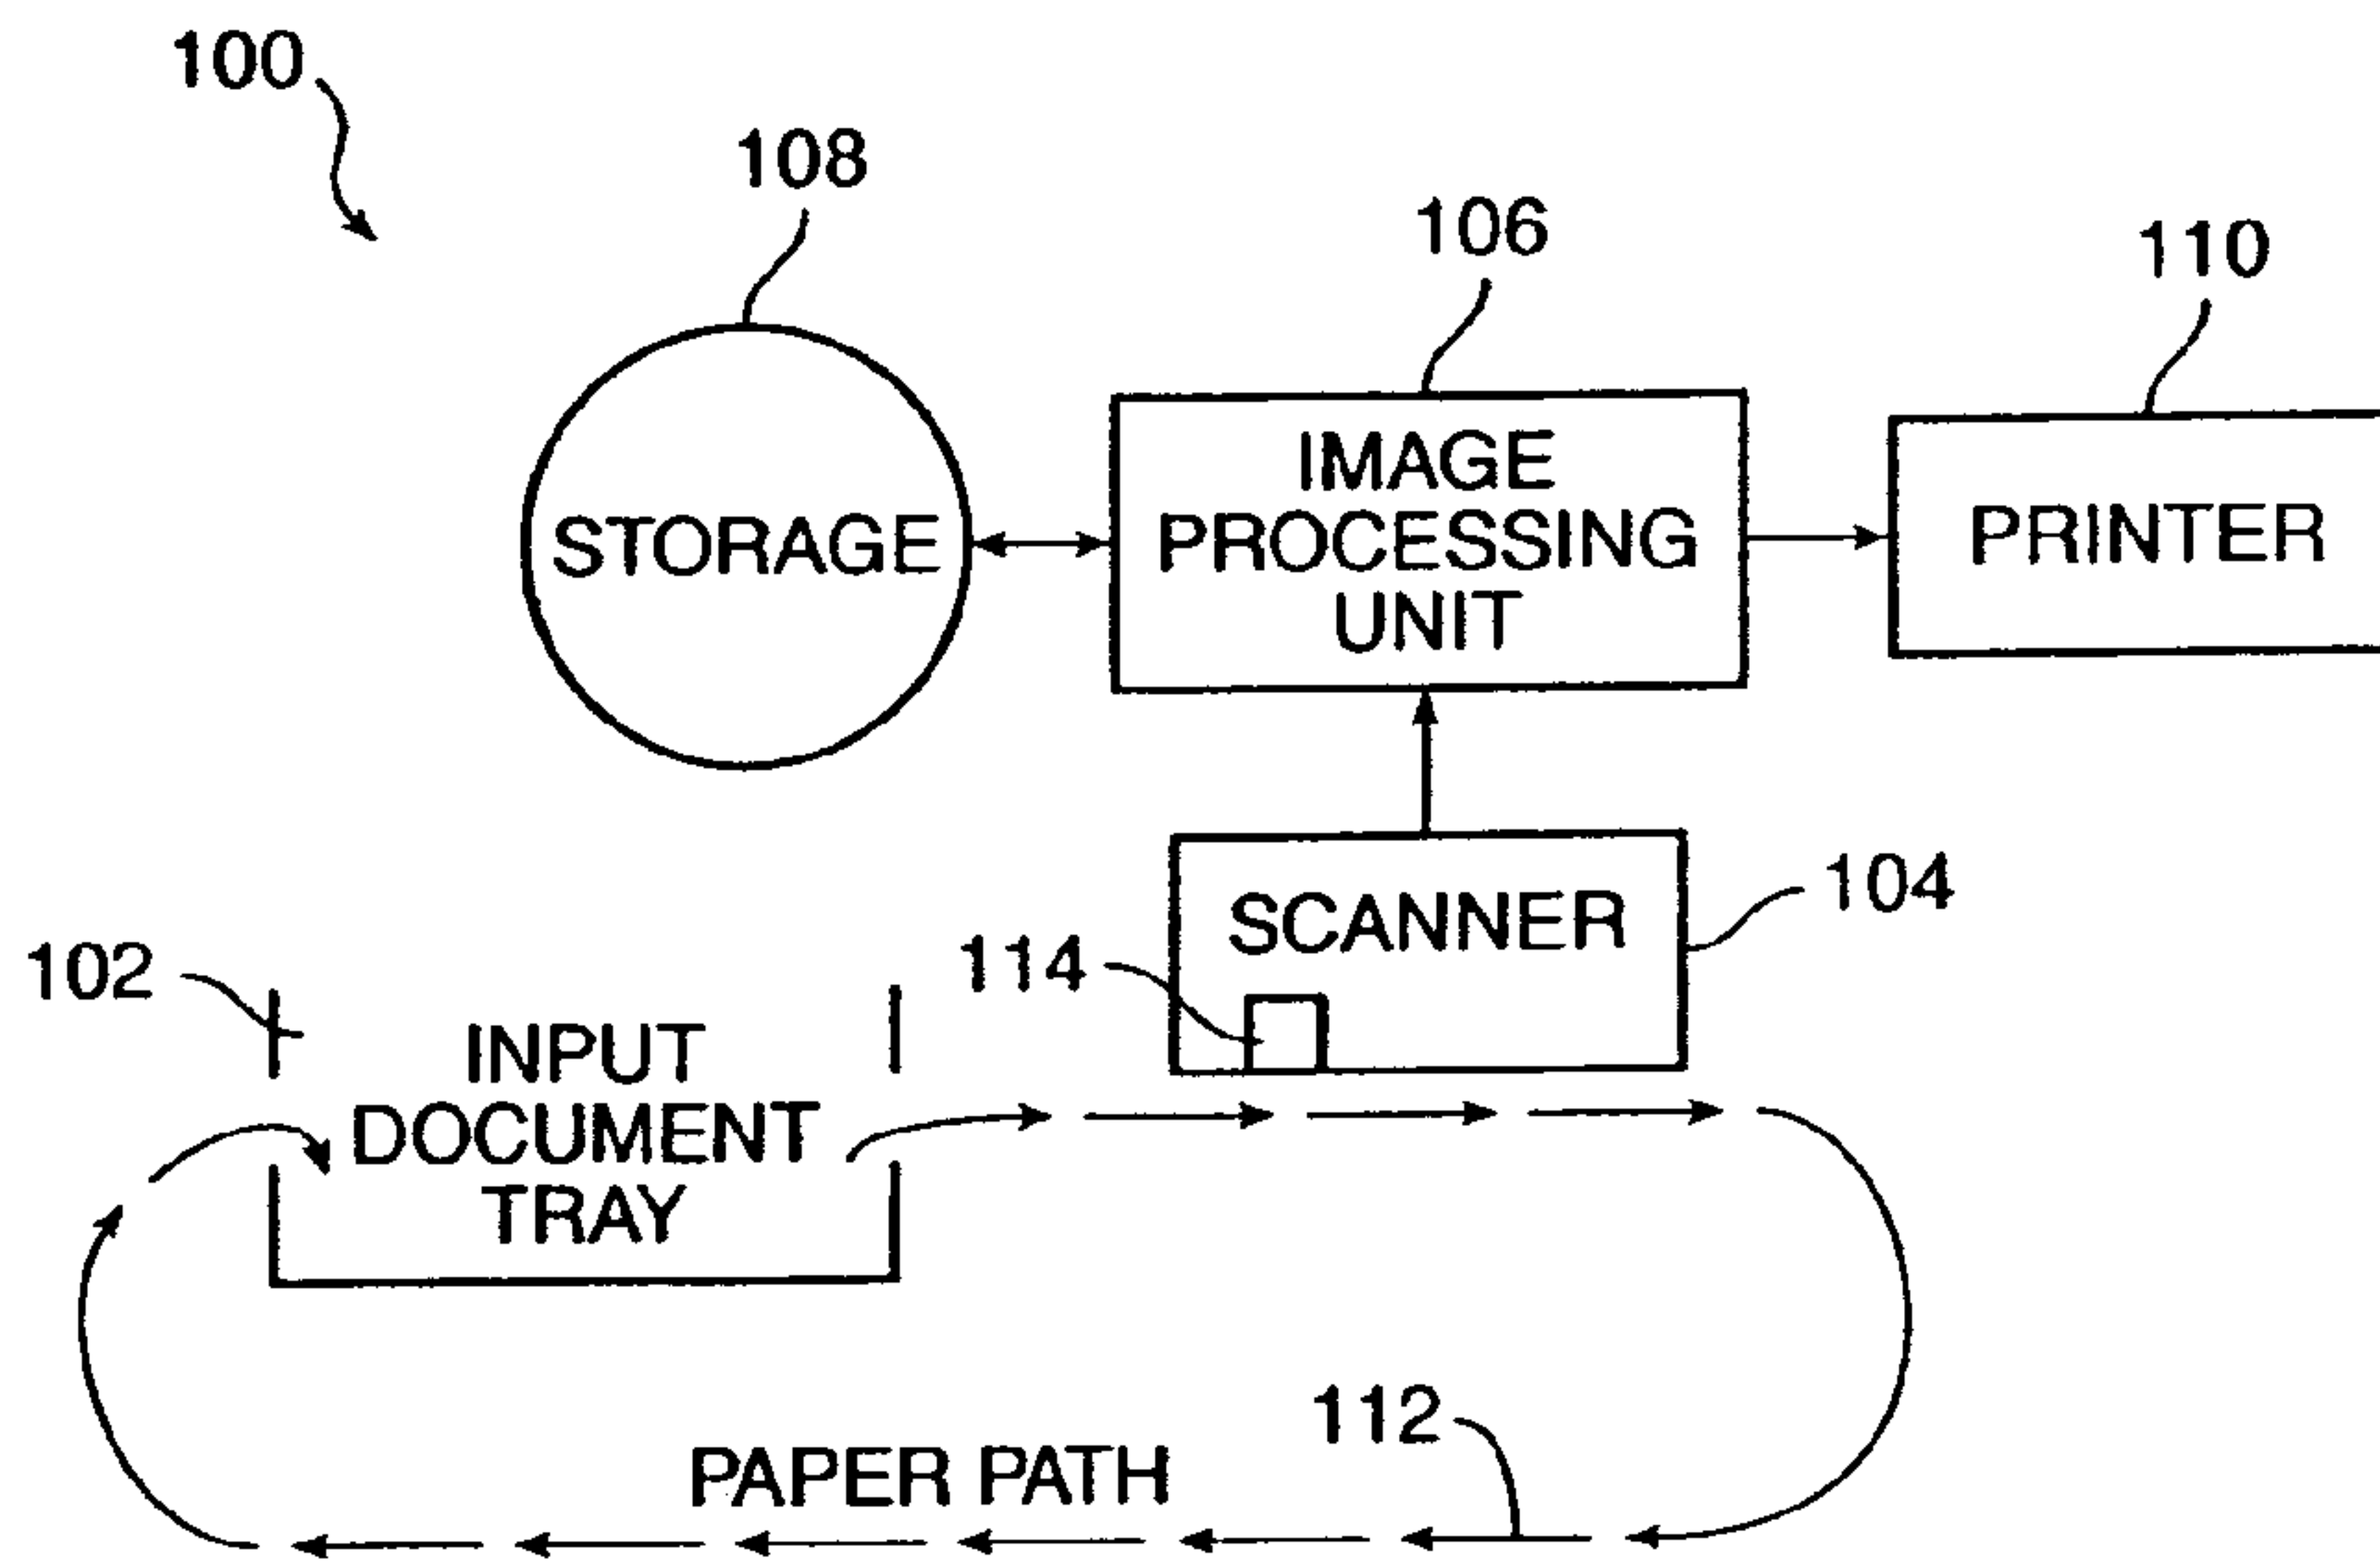 100
108
106
110
STORAGE
IMAGE
PROCESSING
UNIT
PRINTER
SCANNER
104
114
102
INPUT
DOCUMENT
TRAY
112
PAPER PATH